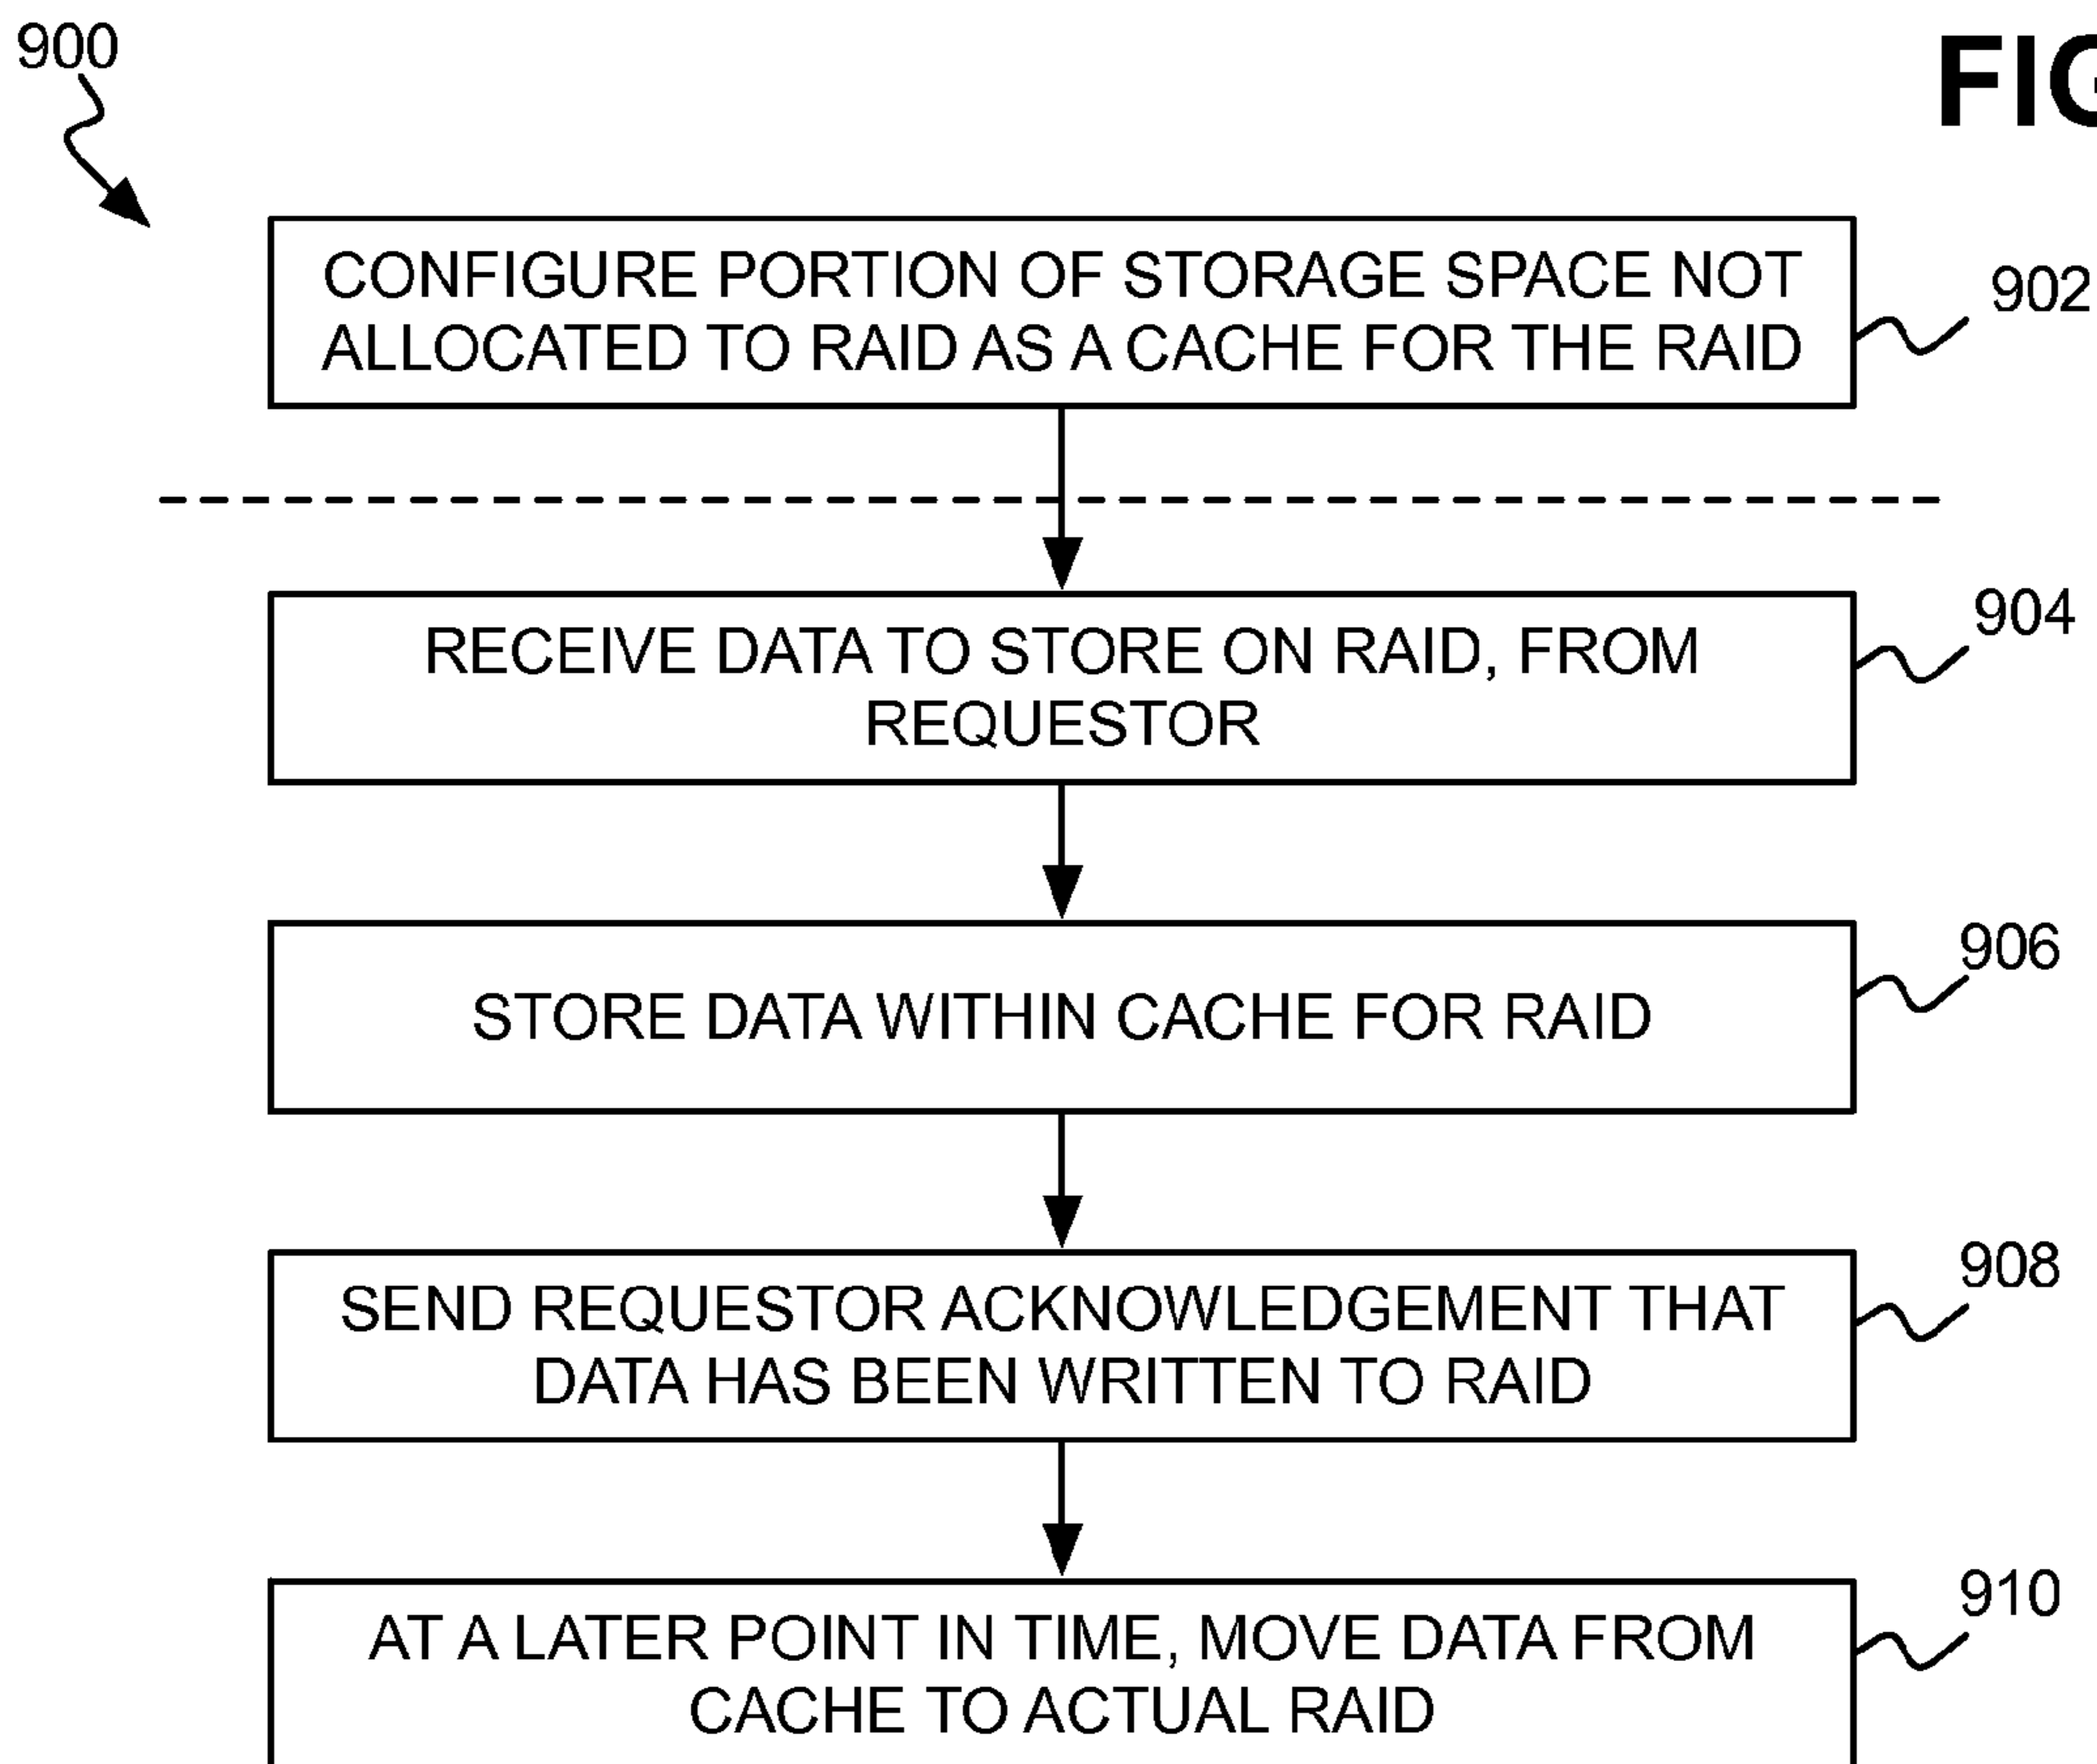 900
FIG
CONFIGURE PORTION OF STORAGE SPACE NOT
ALLOCATED TO RAID AS A CACHE FOR THE RAID
902
RECEIVE DATA TO STORE ON RAID, FROM
REQUESTOR
904
STORE DATA WITHIN CACHE FOR RAID
906
SEND REQUESTOR ACKNOWLEDGEMENT THAT
DATA HAS BEEN WRITTEN TO RAID
908
AT A LATER POINT IN TIME, MOVE DATA FROM
CACHE TO ACTUAL RAID
910